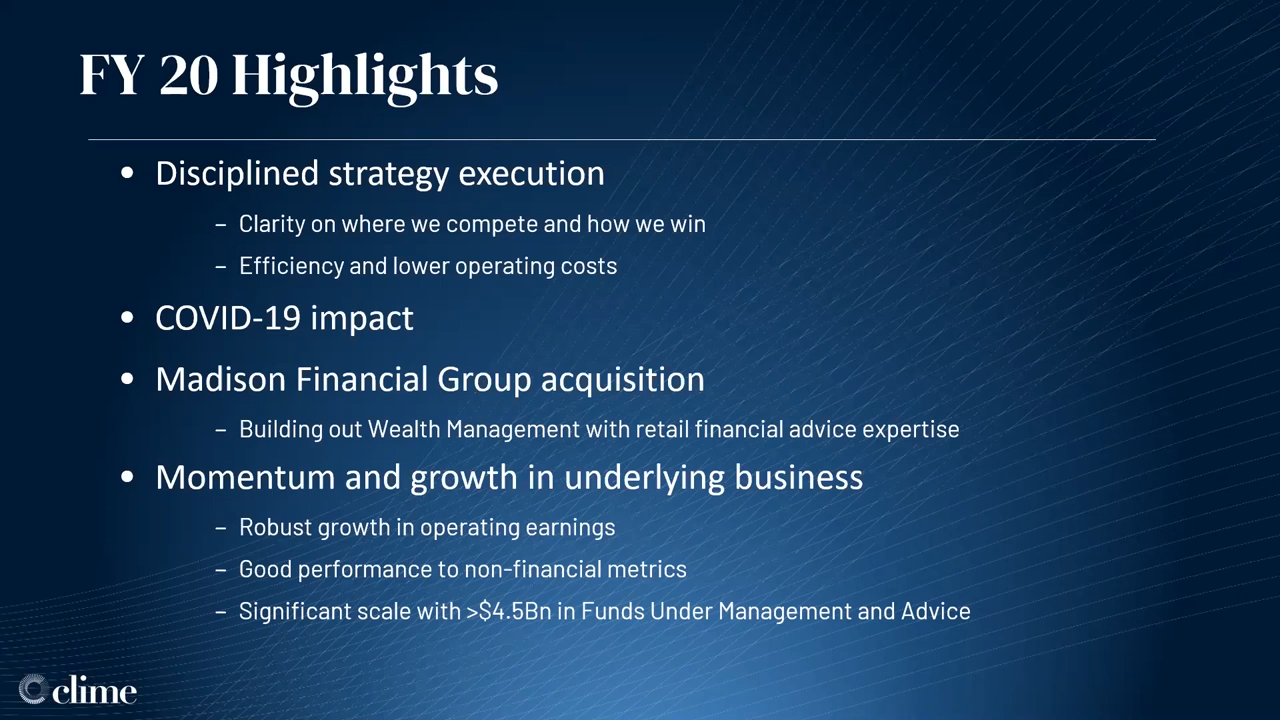 FY 20 Highlights
• Disciplined strategy execution
– Clarity on where we compete and how we win
– Efficiency and lower operating costs
• COVID-19 impact
• Madison Financial Group acquisition
– Building out Wealth Management with retail financial advice expertise
• Momentum and growth in underlying business
– Robust growth in operating earnings
– Good performance to non-financial metrics
– Significant scale with >$4.5Bn in Funds Under Management and Advice
clime